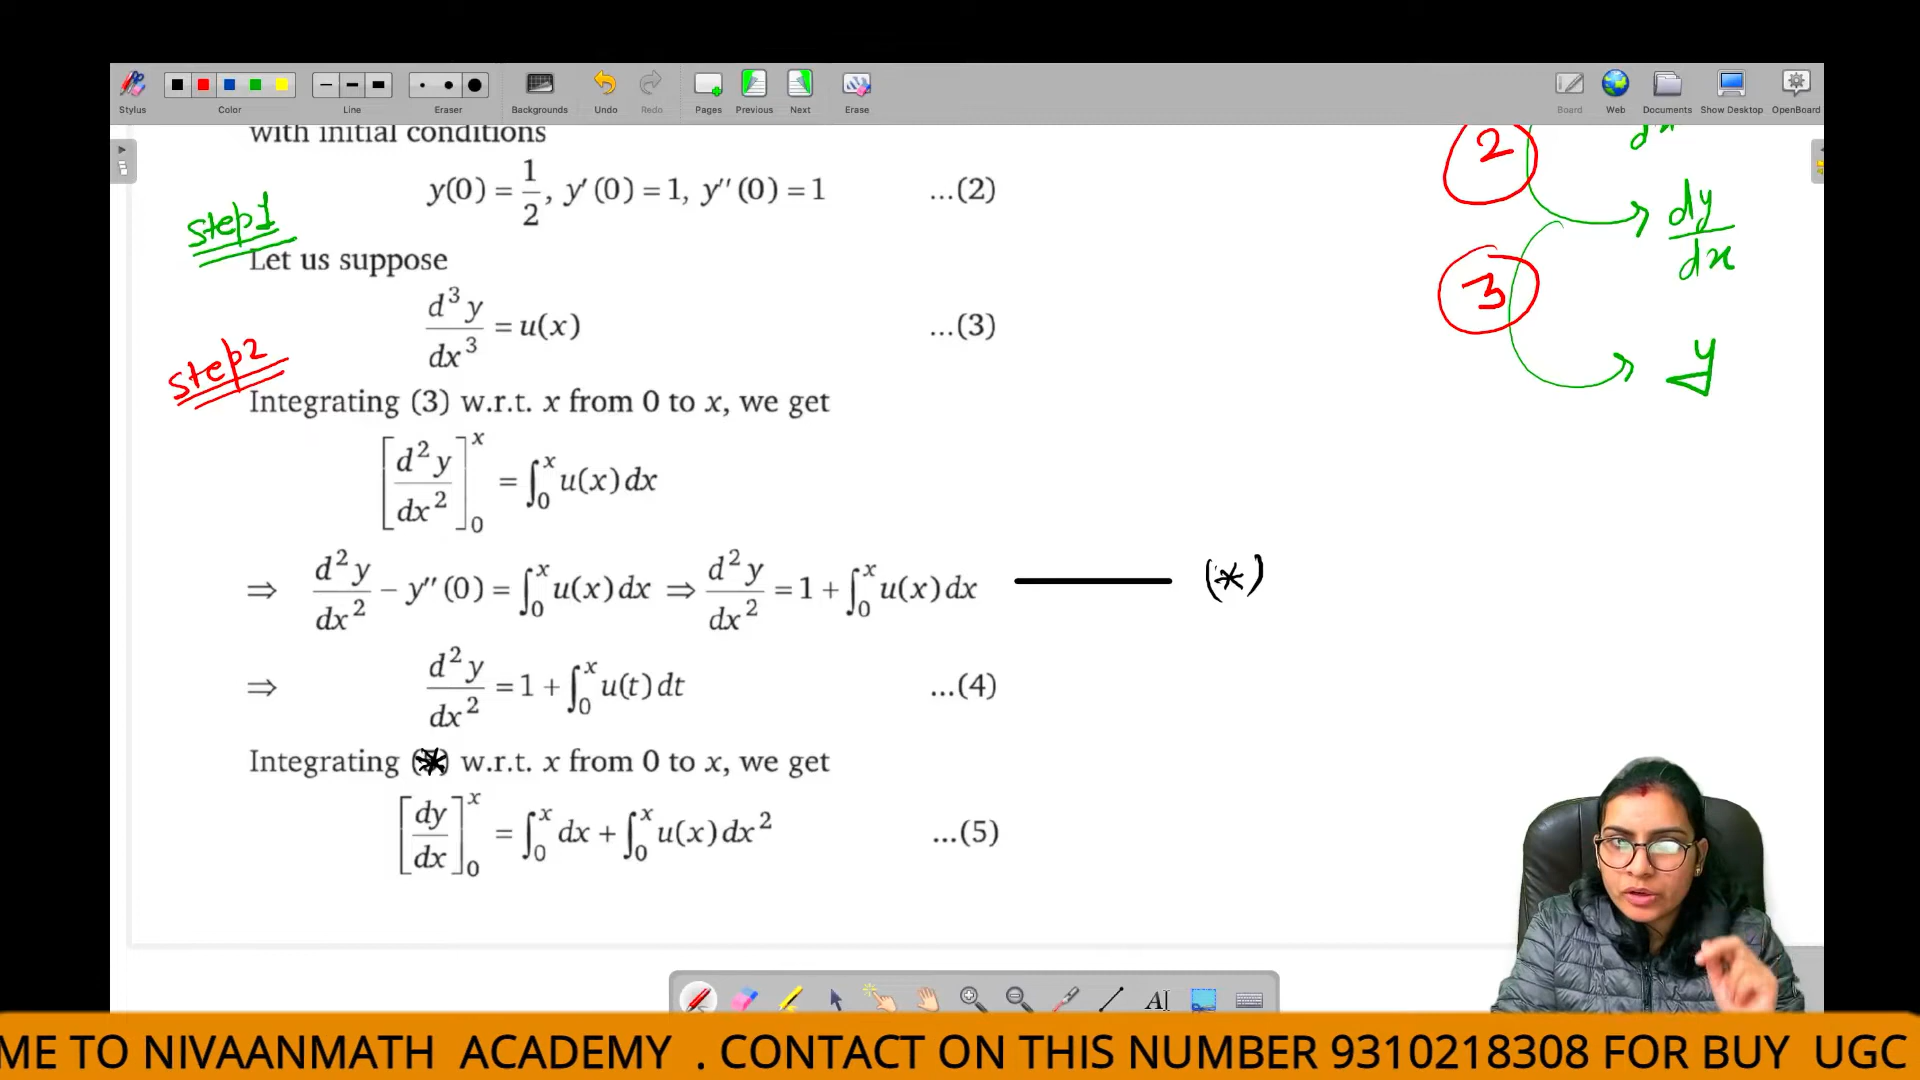 Stylus Color Line Eraser Backgrounds Undo Redo Pages Previous Next Erase Board Web Documents Show Desktop OpenBoard
with initial conditions
y(0) = 1/2, y′(0) = 1, y′′(0) = 1 ...(2)
step1
Let us suppose
d³y/dx³ = u(x) ...(3)
step2
Integrating (3) w.r.t. x from 0 to x, we get
[d²y/dx²]₀ˣ = ∫₀ˣ u(x) dx
⇒ d²y/dx² − y′′(0) = ∫₀ˣ u(x) dx ⇒ d²y/dx² = 1 + ∫₀ˣ u(x) dx —— (*)
⇒ d²y/dx² = 1 + ∫₀ˣ u(t) dt ...(4)
Integrating (*) w.r.t. x from 0 to x, we get
[dy/dx]₀ˣ = ∫₀ˣ dx + ∫₀ˣ u(x) dx² ...(5)
2
dy/dx
3
y
ME TO NIVAANMATH ACADEMY . CONTACT ON THIS NUMBER 9310218308 FOR BUY UGC